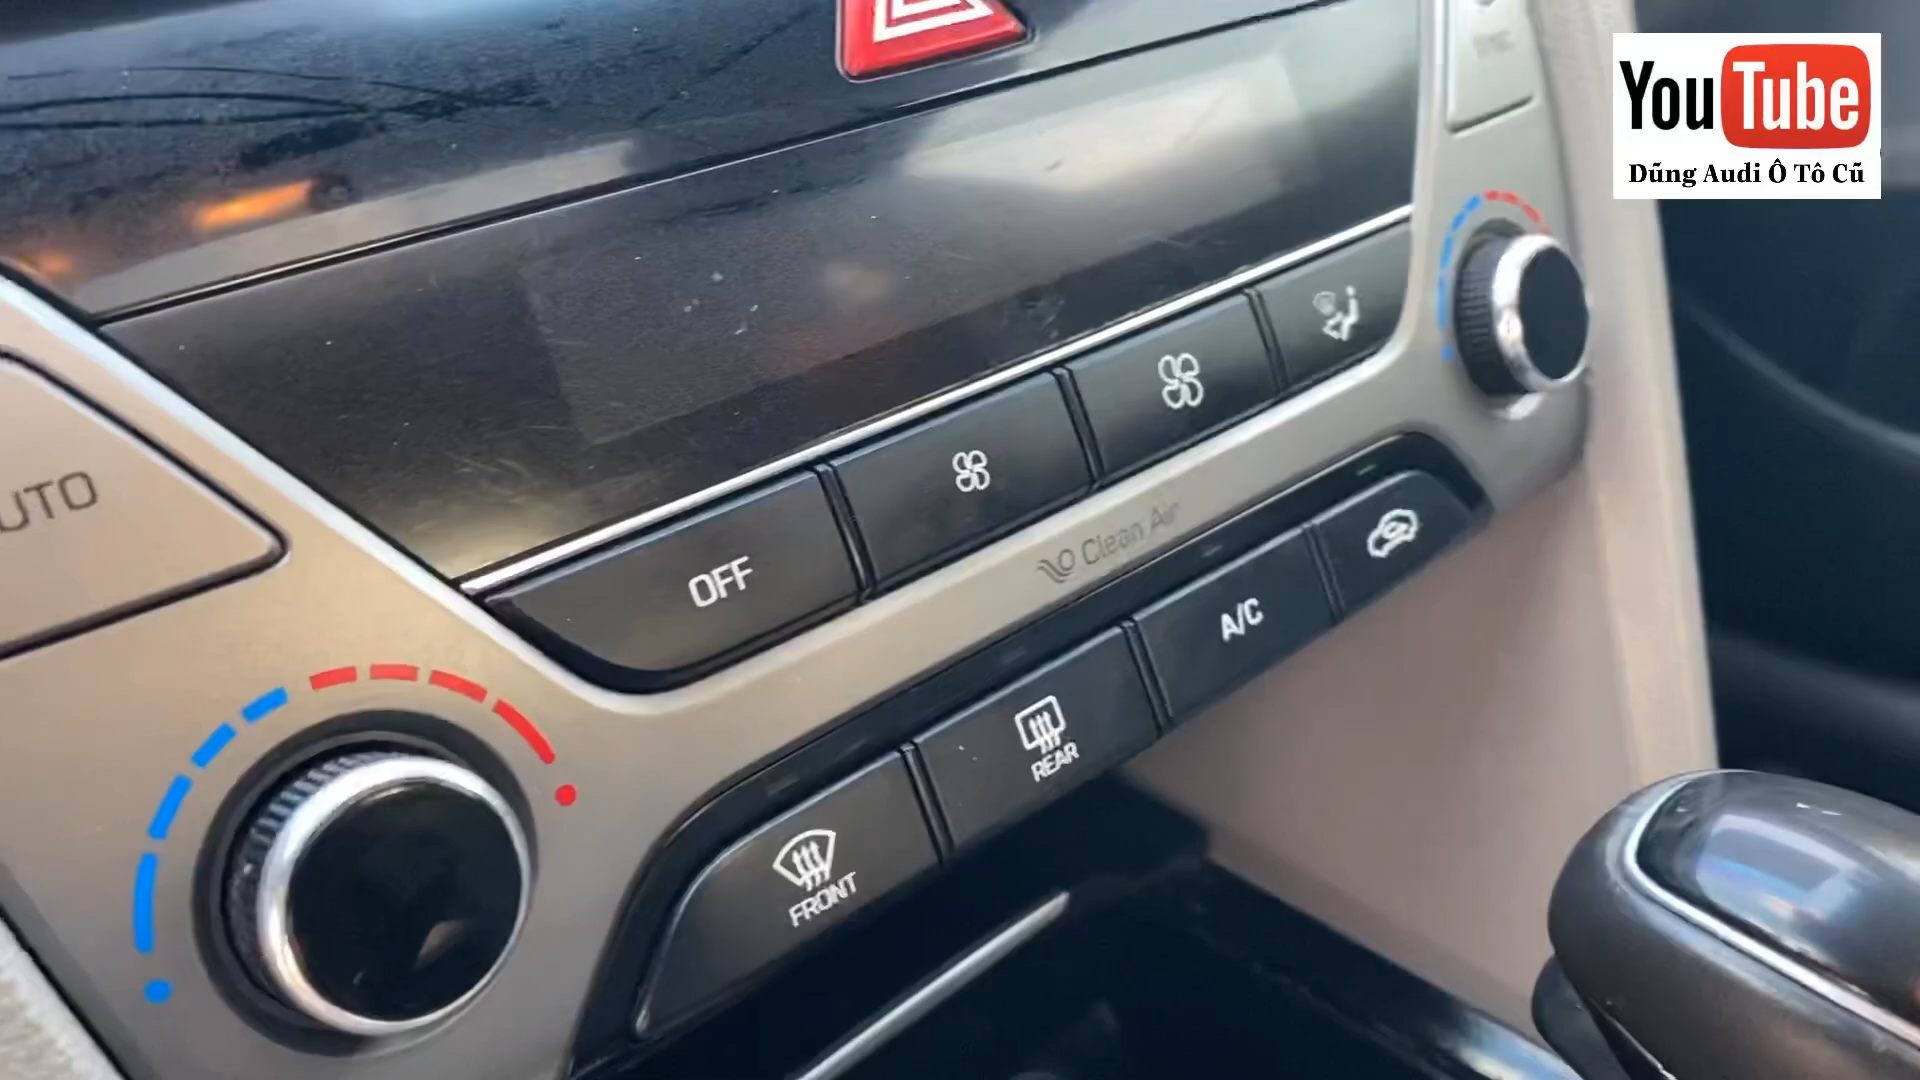 YouTube
Dũng Audi Ô Tô Cũ
UTO
OFF
Clean Air
A/C
REAR
FRONT